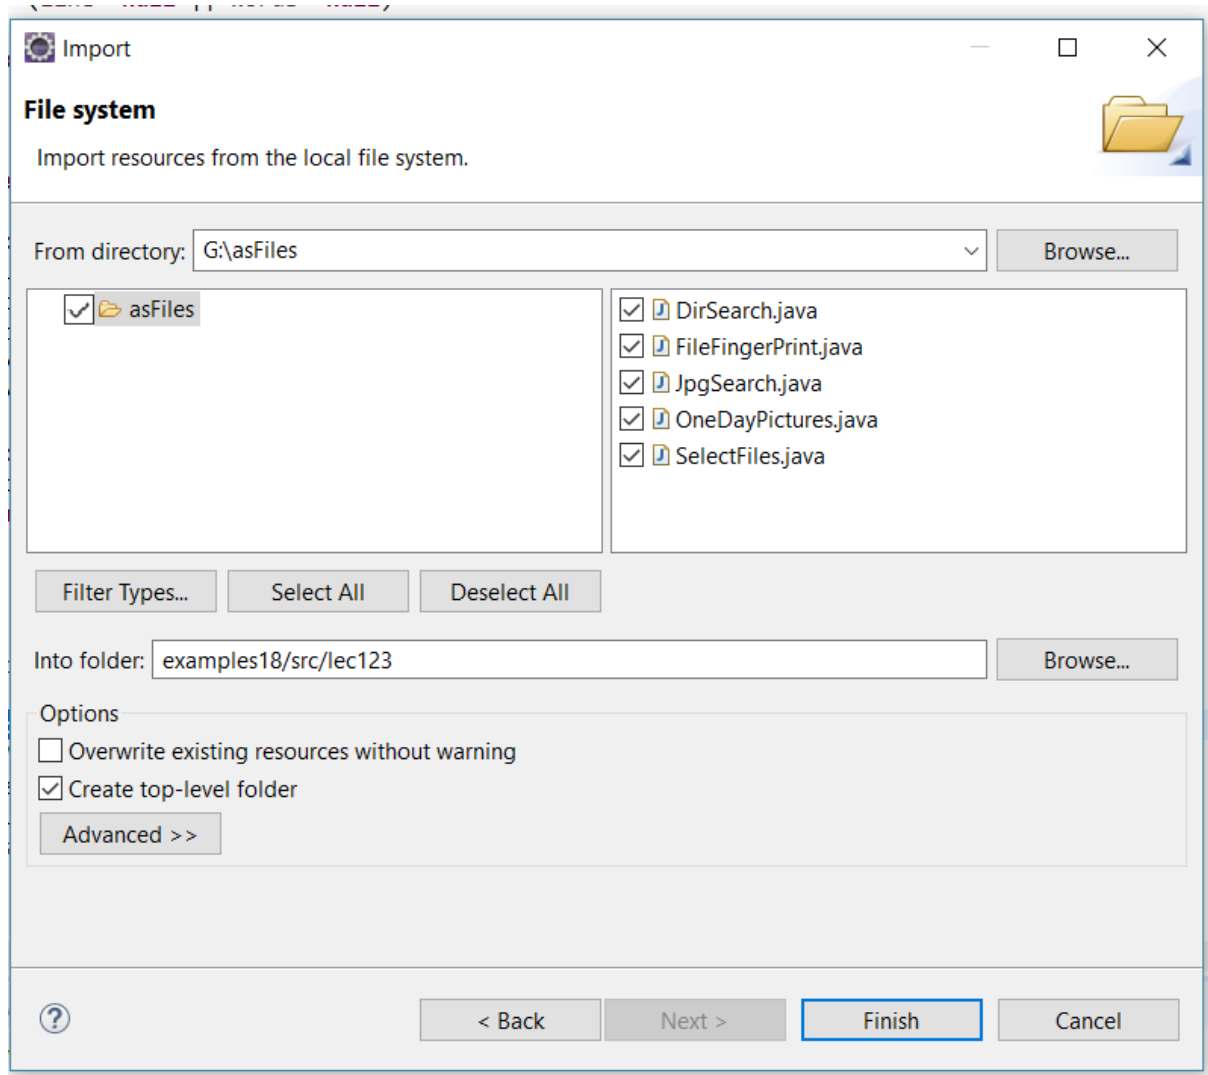 Import
File system
Import resources from the local file system.
From directory: G:\asFiles Browse...
asFiles
DirSearch.java
FileFingerPrint.java
JpgSearch.java
OneDayPictures.java
SelectFiles.java
Filter Types... Select All Deselect All
Into folder: examples18/src/lec123 Browse...
Options
Overwrite existing resources without warning
Create top-level folder
Advanced >>
? < Back Next > Finish Cancel